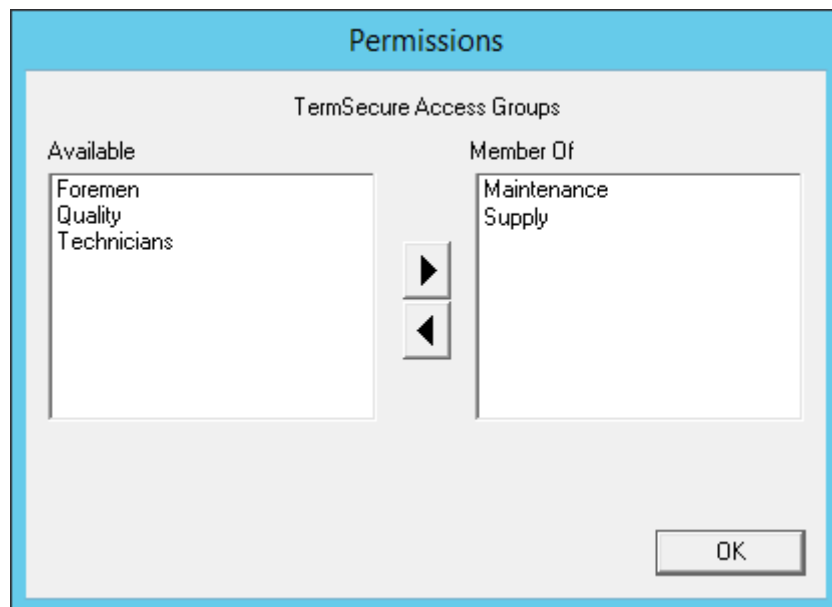 Permissions
TermSecure Access Groups
Available
Member Of
Foremen
Quality
Technicians
Maintenance
Supply
OK